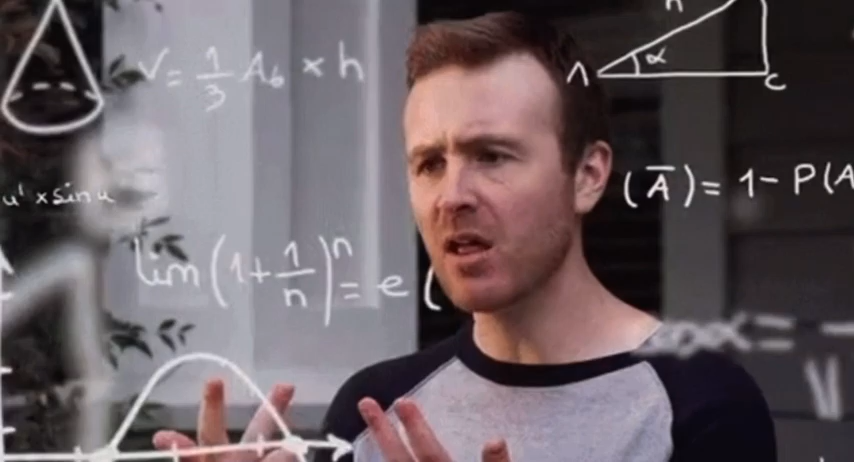 h
V = 1/3 A_b × h
α
A
C
u' × sin u
(A̅) = 1 - P(A
lim (1 + 1/n)^n = e (